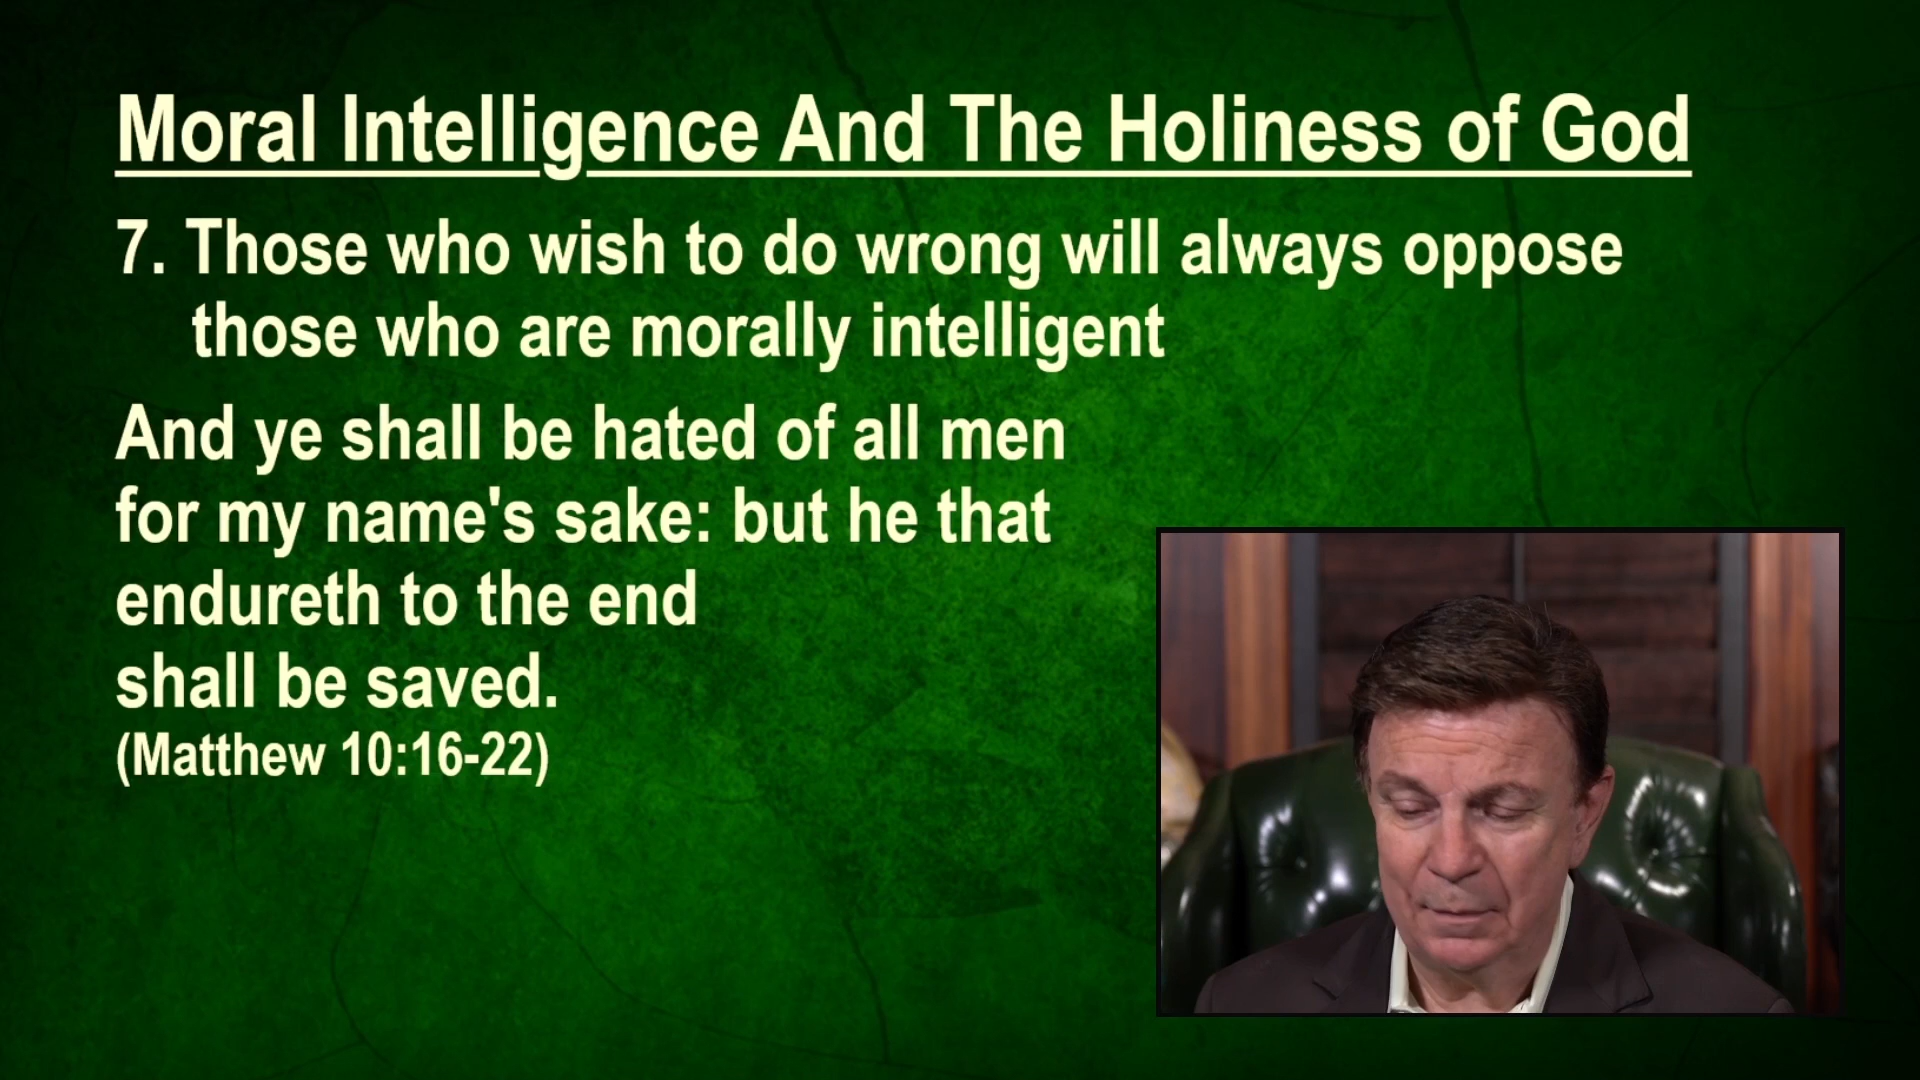 Moral Intelligence And The Holiness of God
7. Those who wish to do wrong will always oppose
those who are morally intelligent
And ye shall be hated of all men
for my name's sake: but he that
endureth to the end
shall be saved.
(Matthew 10:16-22)